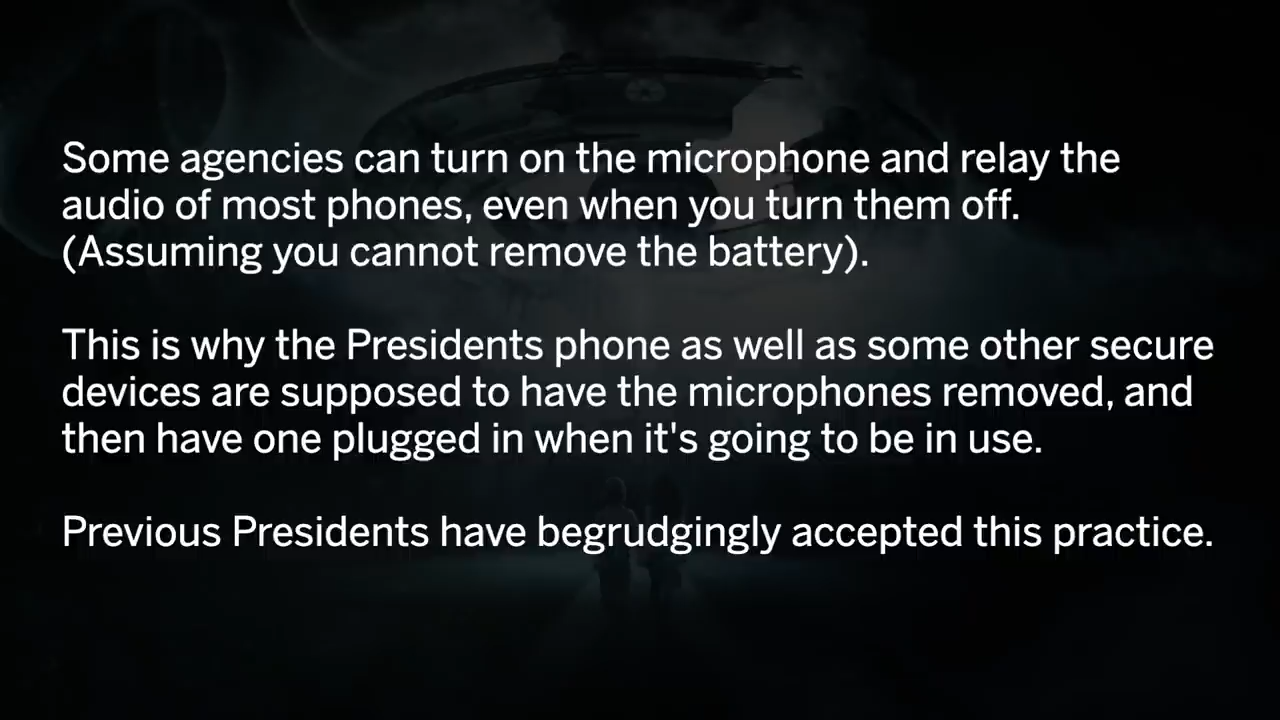 Some agencies can turn on the microphone and relay the
audio of most phones, even when you turn them off.
(Assuming you cannot remove the battery).
This is why the Presidents phone as well as some other secure
devices are supposed to have the microphones removed, and
then have one plugged in when it's going to be in use.
Previous Presidents have begrudgingly accepted this practice.